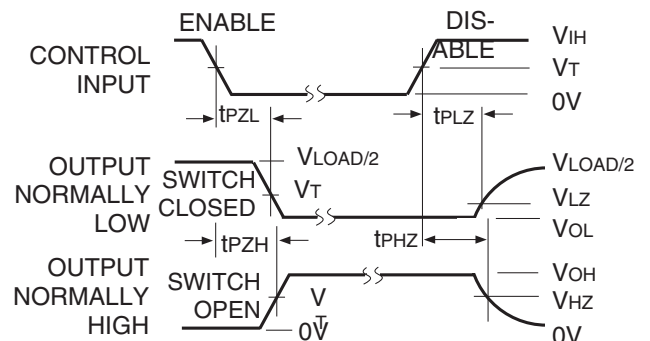 ENABLE
DIS-
ABLE
CONTROL
INPUT
VIH
VT
0V
tPZL
tPLZ
OUTPUT
NORMALLY
LOW
SWITCH
CLOSED
VLOAD/2
VT
VLOAD/2
VLZ
VOL
tPZH
tPHZ
OUTPUT
NORMALLY
HIGH
SWITCH
OPEN
VT
0V
VOH
VHZ
0V